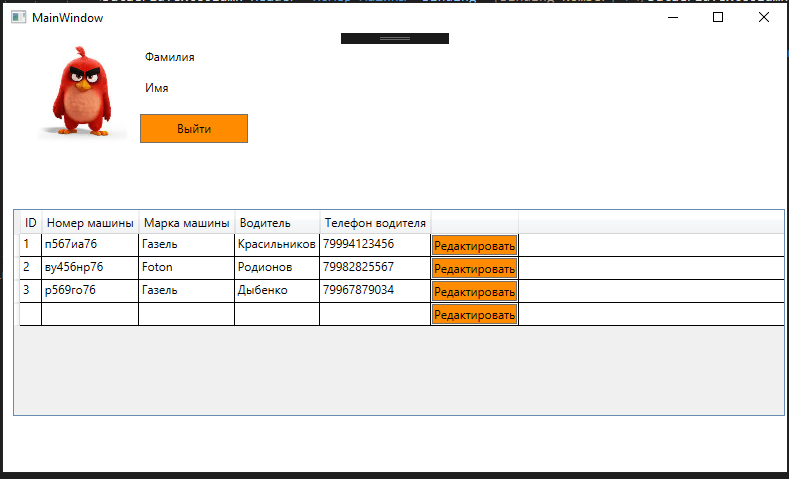 MainWindow
Фамилия
Имя
Выйти
ID Номер машины Марка машины Водитель Телефон водителя
1 п567иа76 Газель Красильников 79994123456 Редактировать
2 ву456нр76 Foton Родионов 79982825567 Редактировать
3 р569го76 Газель Дыбенко 79967879034 Редактировать
Редактировать